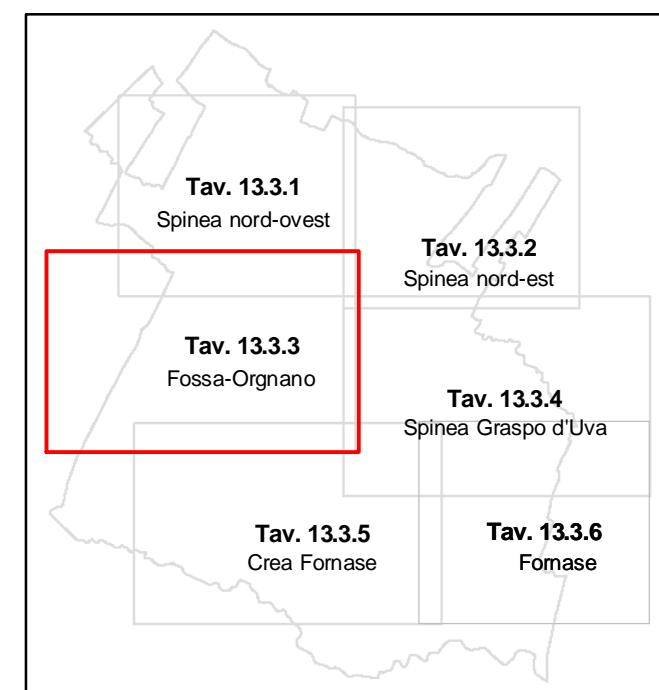 Tav. 13.3.1
Spinea nord-ovest
Tav. 13.3.2
Spinea nord-est
Tav. 13.3.3
Fossa-Orgnano
Tav. 13.3.4
Spinea Graspo d'Uva
Tav. 13.3.5
Crea Fornase
Tav. 13.3.6
Fornase